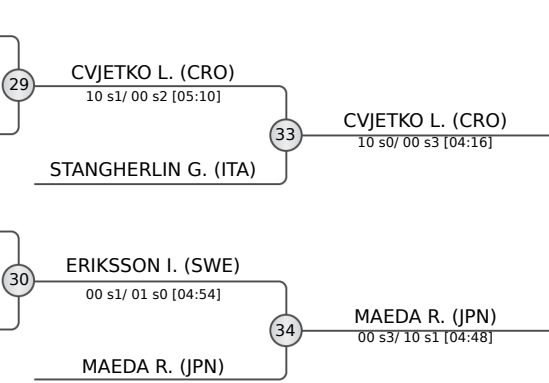 29
CVJETKO L. (CRO)
10 s1/ 00 s2 [05:10]
33
CVJETKO L. (CRO)
10 s0/ 00 s3 [04:16]
STANGHERLIN G. (ITA)
30
ERIKSSON I. (SWE)
00 s1/ 01 s0 [04:54]
34
MAEDA R. (JPN)
00 s3/ 10 s1 [04:48]
MAEDA R. (JPN)